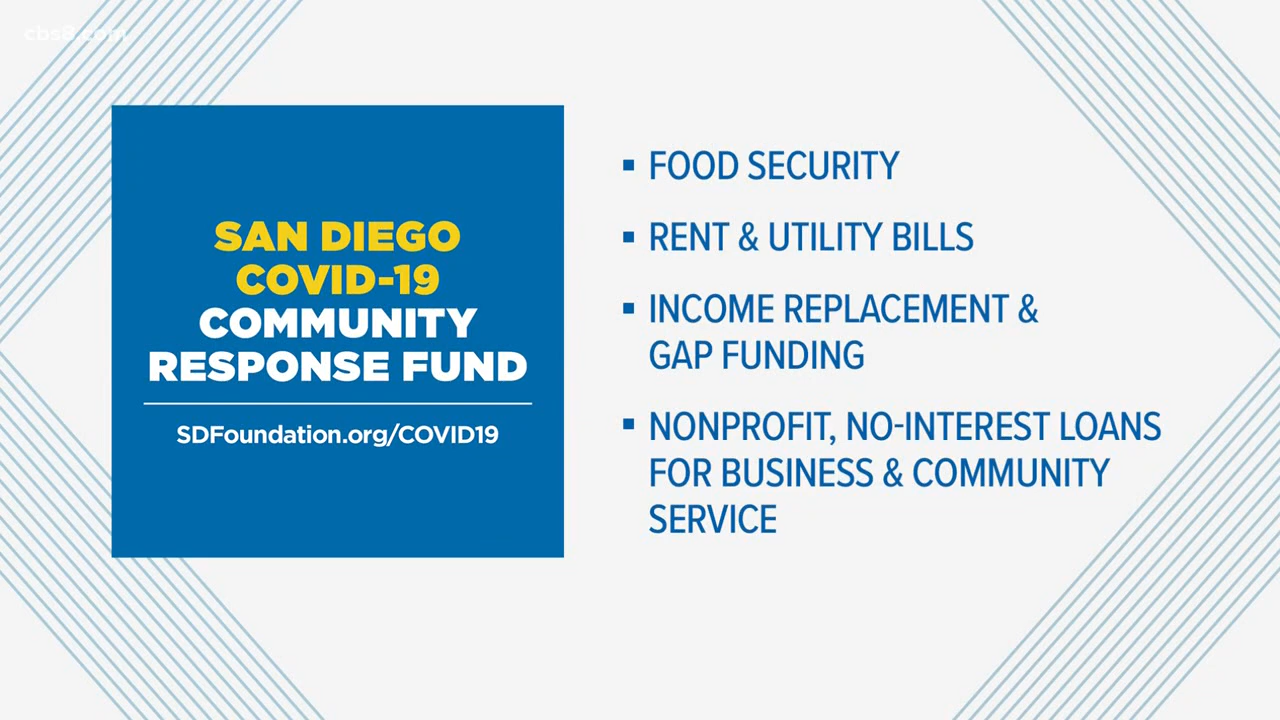 cbs8.com
SAN DIEGO
COVID-19
COMMUNITY
RESPONSE FUND
SDFoundation.org/COVID19
▪ FOOD SECURITY
▪ RENT & UTILITY BILLS
▪ INCOME REPLACEMENT &
GAP FUNDING
▪ NONPROFIT, NO-INTEREST LOANS
FOR BUSINESS & COMMUNITY
SERVICE